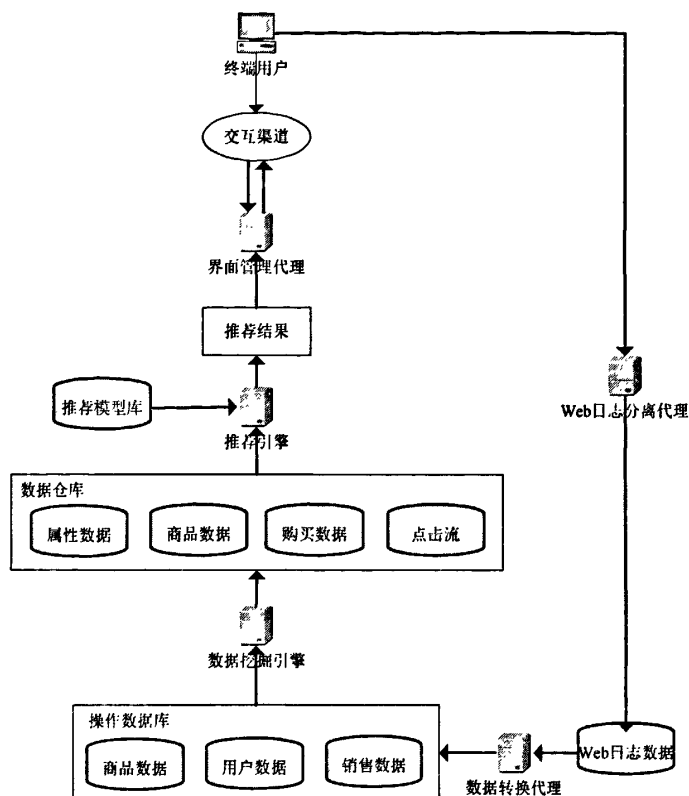 终端用户
交互渠道
界面管理代理
推荐结果
推荐模型库
推荐引擎
Web日志分离代理
数据仓库
属性数据
商品数据
购买数据
点击流
数据挖掘引擎
操作数据库
商品数据
用户数据
销售数据
数据转换代理
Web日志数据